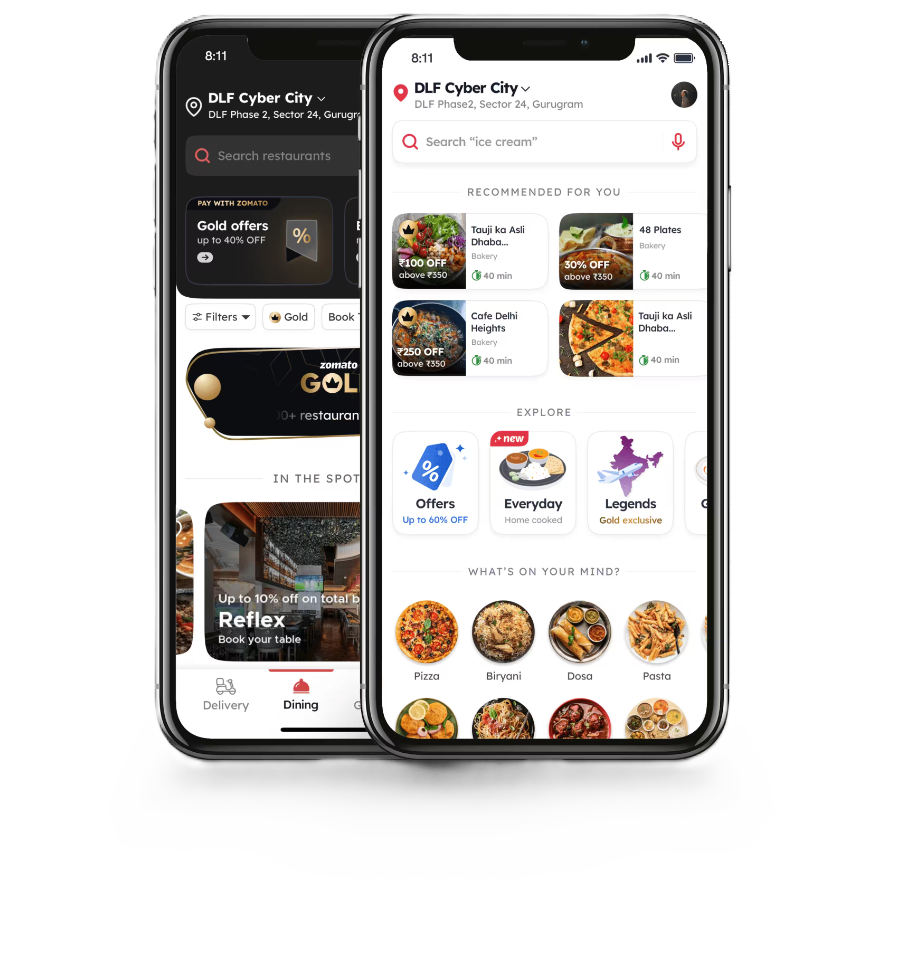 8:11
DLF Cyber City
DLF Phase 2, Sector 24, Gurugr
Search restaurants
PAY WITH ZOMATO
Gold offers
up to 40% OFF
%
Filters
Gold
Book
zomato
GOL
0+ restauran
IN THE SPOT
Up to 10% off on total b
Reflex
Book your table
Delivery
Dining
G
8:11
DLF Cyber City
DLF Phase2, Sector 24, Gurugram
Search “ice cream”
RECOMMENDED FOR YOU
₹100 OFF
above ₹350
Tauji ka Asli
Dhaba...
Bakery
40 min
30% OFF
above ₹350
48 Plates
Bakery
40 min
₹250 OFF
above ₹350
Cafe Delhi
Heights
Bakery
40 min
Tauji ka Asli
Dhaba...
Bakery
40 min
EXPLORE
%
Offers
Up to 60% OFF
new
Everyday
Home cooked
Legends
Gold exclusive
G
WHAT'S ON YOUR MIND?
Pizza
Biryani
Dosa
Pasta